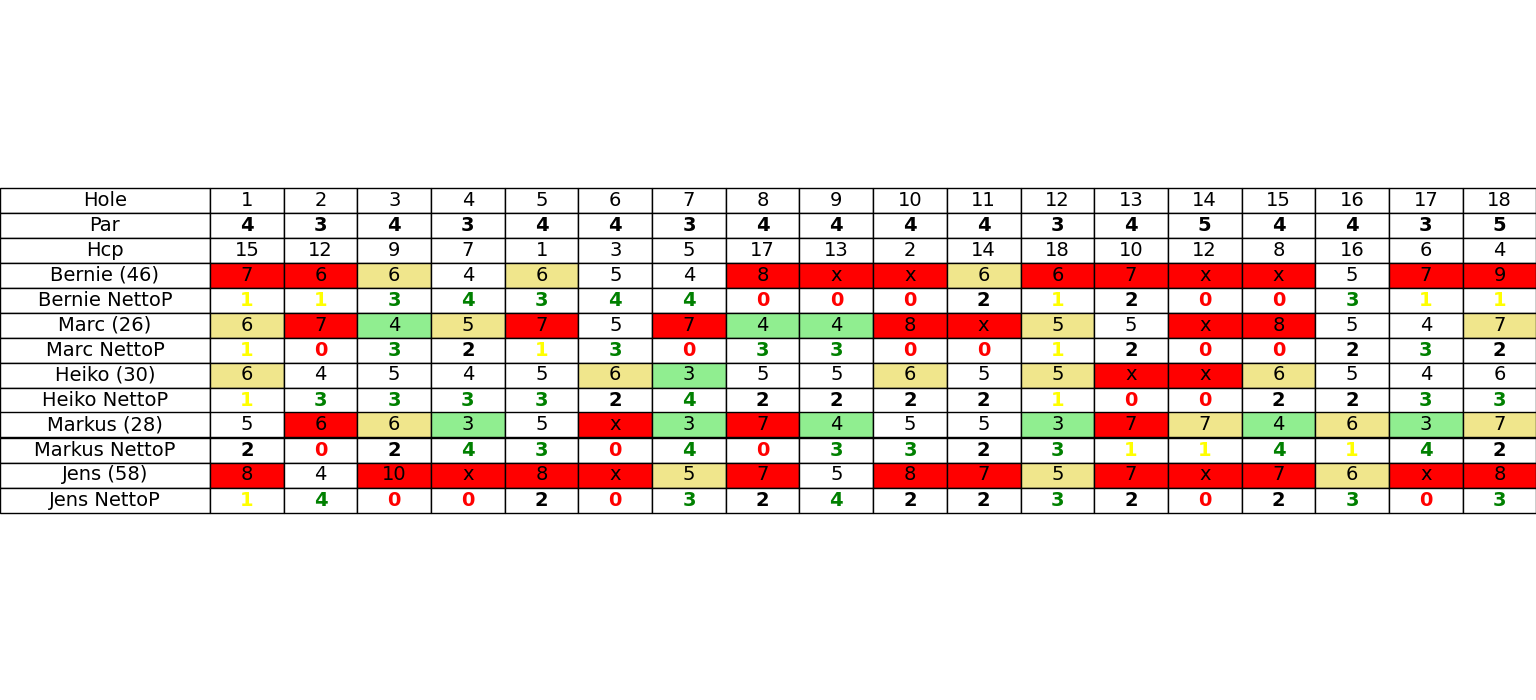 Hole 1 2 3 4 5 6 7 8 9 10 11 12 13 14 15 16 17 18
Par 4 3 4 3 4 4 3 4 4 4 4 3 4 5 4 4 3 5
Hcp 15 12 9 7 1 3 5 17 13 2 14 18 10 12 8 16 6 4
Bernie (46) 7 6 6 4 6 5 4 8 x x 6 6 7 x x 5 7 9
Bernie NettoP 1 1 3 4 3 4 4 0 0 0 2 1 2 0 0 3 1 1
Marc (26) 6 7 4 5 7 5 7 4 4 8 x 5 5 x 8 5 4 7
Marc NettoP 1 0 3 2 1 3 0 3 3 0 0 1 2 0 0 2 3 2
Heiko (30) 6 4 5 4 5 6 3 5 5 6 5 5 x x 6 5 4 6
Heiko NettoP 1 3 3 3 3 2 4 2 2 2 2 1 0 0 2 2 3 3
Markus (28) 5 6 6 3 5 x 3 7 4 5 5 3 7 7 4 6 3 7
Markus NettoP 2 0 2 4 3 0 4 0 3 3 2 3 1 1 4 1 4 2
Jens (58) 8 4 10 x 8 x 5 7 5 8 7 5 7 x 7 6 x 8
Jens NettoP 1 4 0 0 2 0 3 2 4 2 2 3 2 0 2 3 0 3